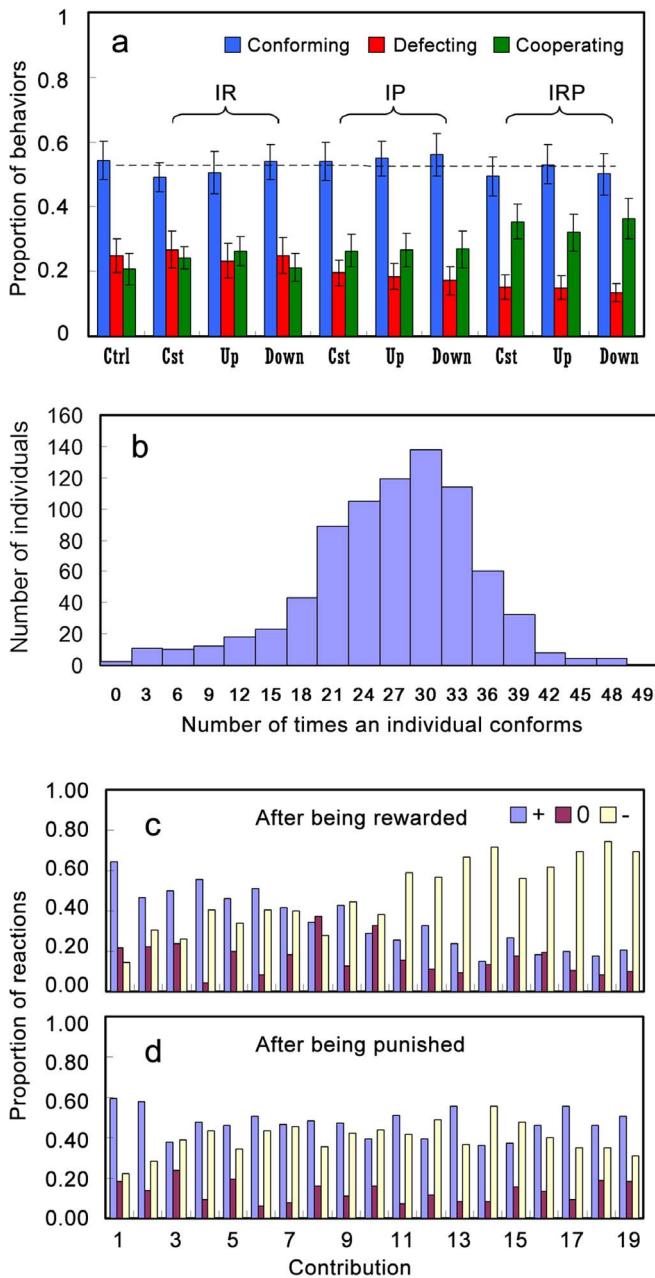 a
Conforming Defecting Cooperating
IR IP IRP
Proportion of behaviors
1
0.8
0.6
0.4
0.2
0
Ctrl Cst Up Down Cst Up Down Cst Up Down
b
Number of individuals
160
140
120
100
80
60
40
20
0
0 3 6 9 12 15 18 21 24 27 30 33 36 39 42 45 48 49
Number of times an individual conforms
Proportion of reactions
c
After being rewarded
+ 0 -
1.00
0.80
0.60
0.40
0.20
0.00
d
After being punished
1.00
0.80
0.60
0.40
0.20
0.00
1 3 5 7 9 11 13 15 17 19
Contribution